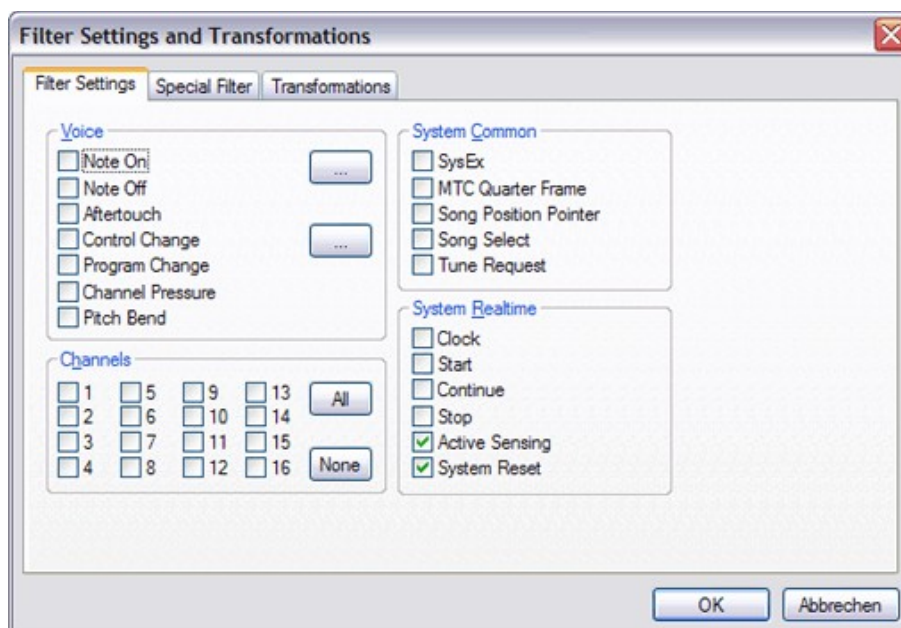 Filter Settings and Transformations
Filter Settings Special Filter Transformations
Voice
Note On ...
Note Off
Aftertouch
Control Change ...
Program Change
Channel Pressure
Pitch Bend
Channels
1 5 9 13 All
2 6 10 14
3 7 11 15
4 8 12 16 None
System Common
SysEx
MTC Quarter Frame
Song Position Pointer
Song Select
Tune Request
System Realtime
Clock
Start
Continue
Stop
Active Sensing
System Reset
OK Abbrechen